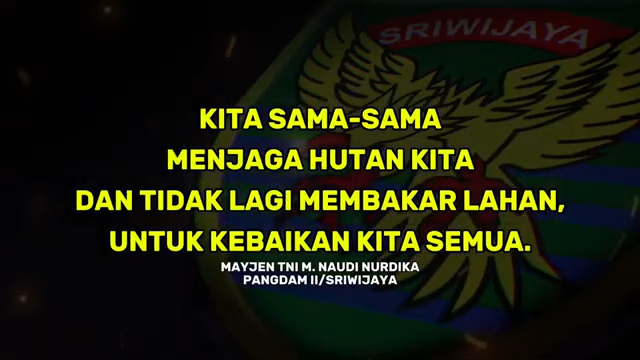 SRIWIJAYA
KITA SAMA-SAMA
MENJAGA HUTAN KITA
DAN TIDAK LAGI MEMBAKAR LAHAN,
UNTUK KEBAIKAN KITA SEMUA.
MAYJEN TNI M. NAUDI NURDIKA
PANGDAM II/SRIWIJAYA